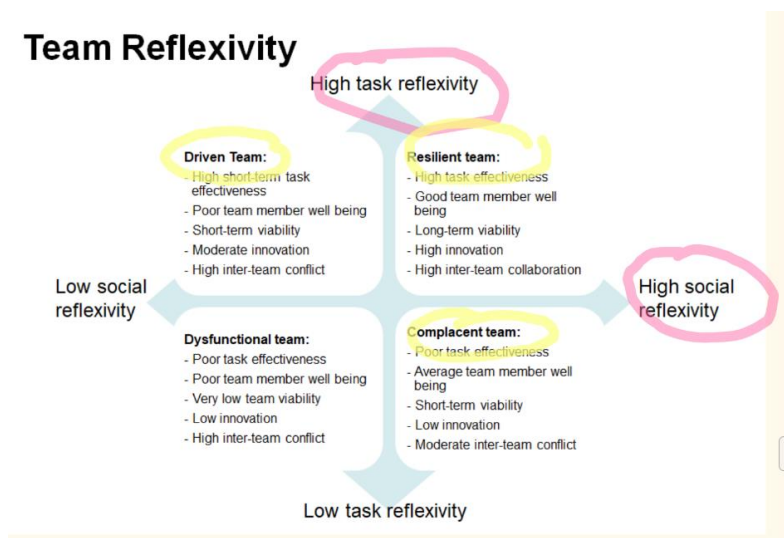 Team Reflexivity
High task reflexivity
Driven Team:
- High short-term task
effectiveness
- Poor team member well being
- Short-term viability
- Moderate innovation
- High inter-team conflict
Resilient team:
- High task effectiveness
- Good team member well
being
- Long-term viability
- High innovation
- High inter-team collaboration
Low social
reflexivity
High social
reflexivity
Dysfunctional team:
- Poor task effectiveness
- Poor team member well being
- Very low team viability
- Low innovation
- High inter-team conflict
Complacent team:
- Poor task effectiveness
- Average team member well
being
- Short-term viability
- Low innovation
- Moderate inter-team conflict
Low task reflexivity